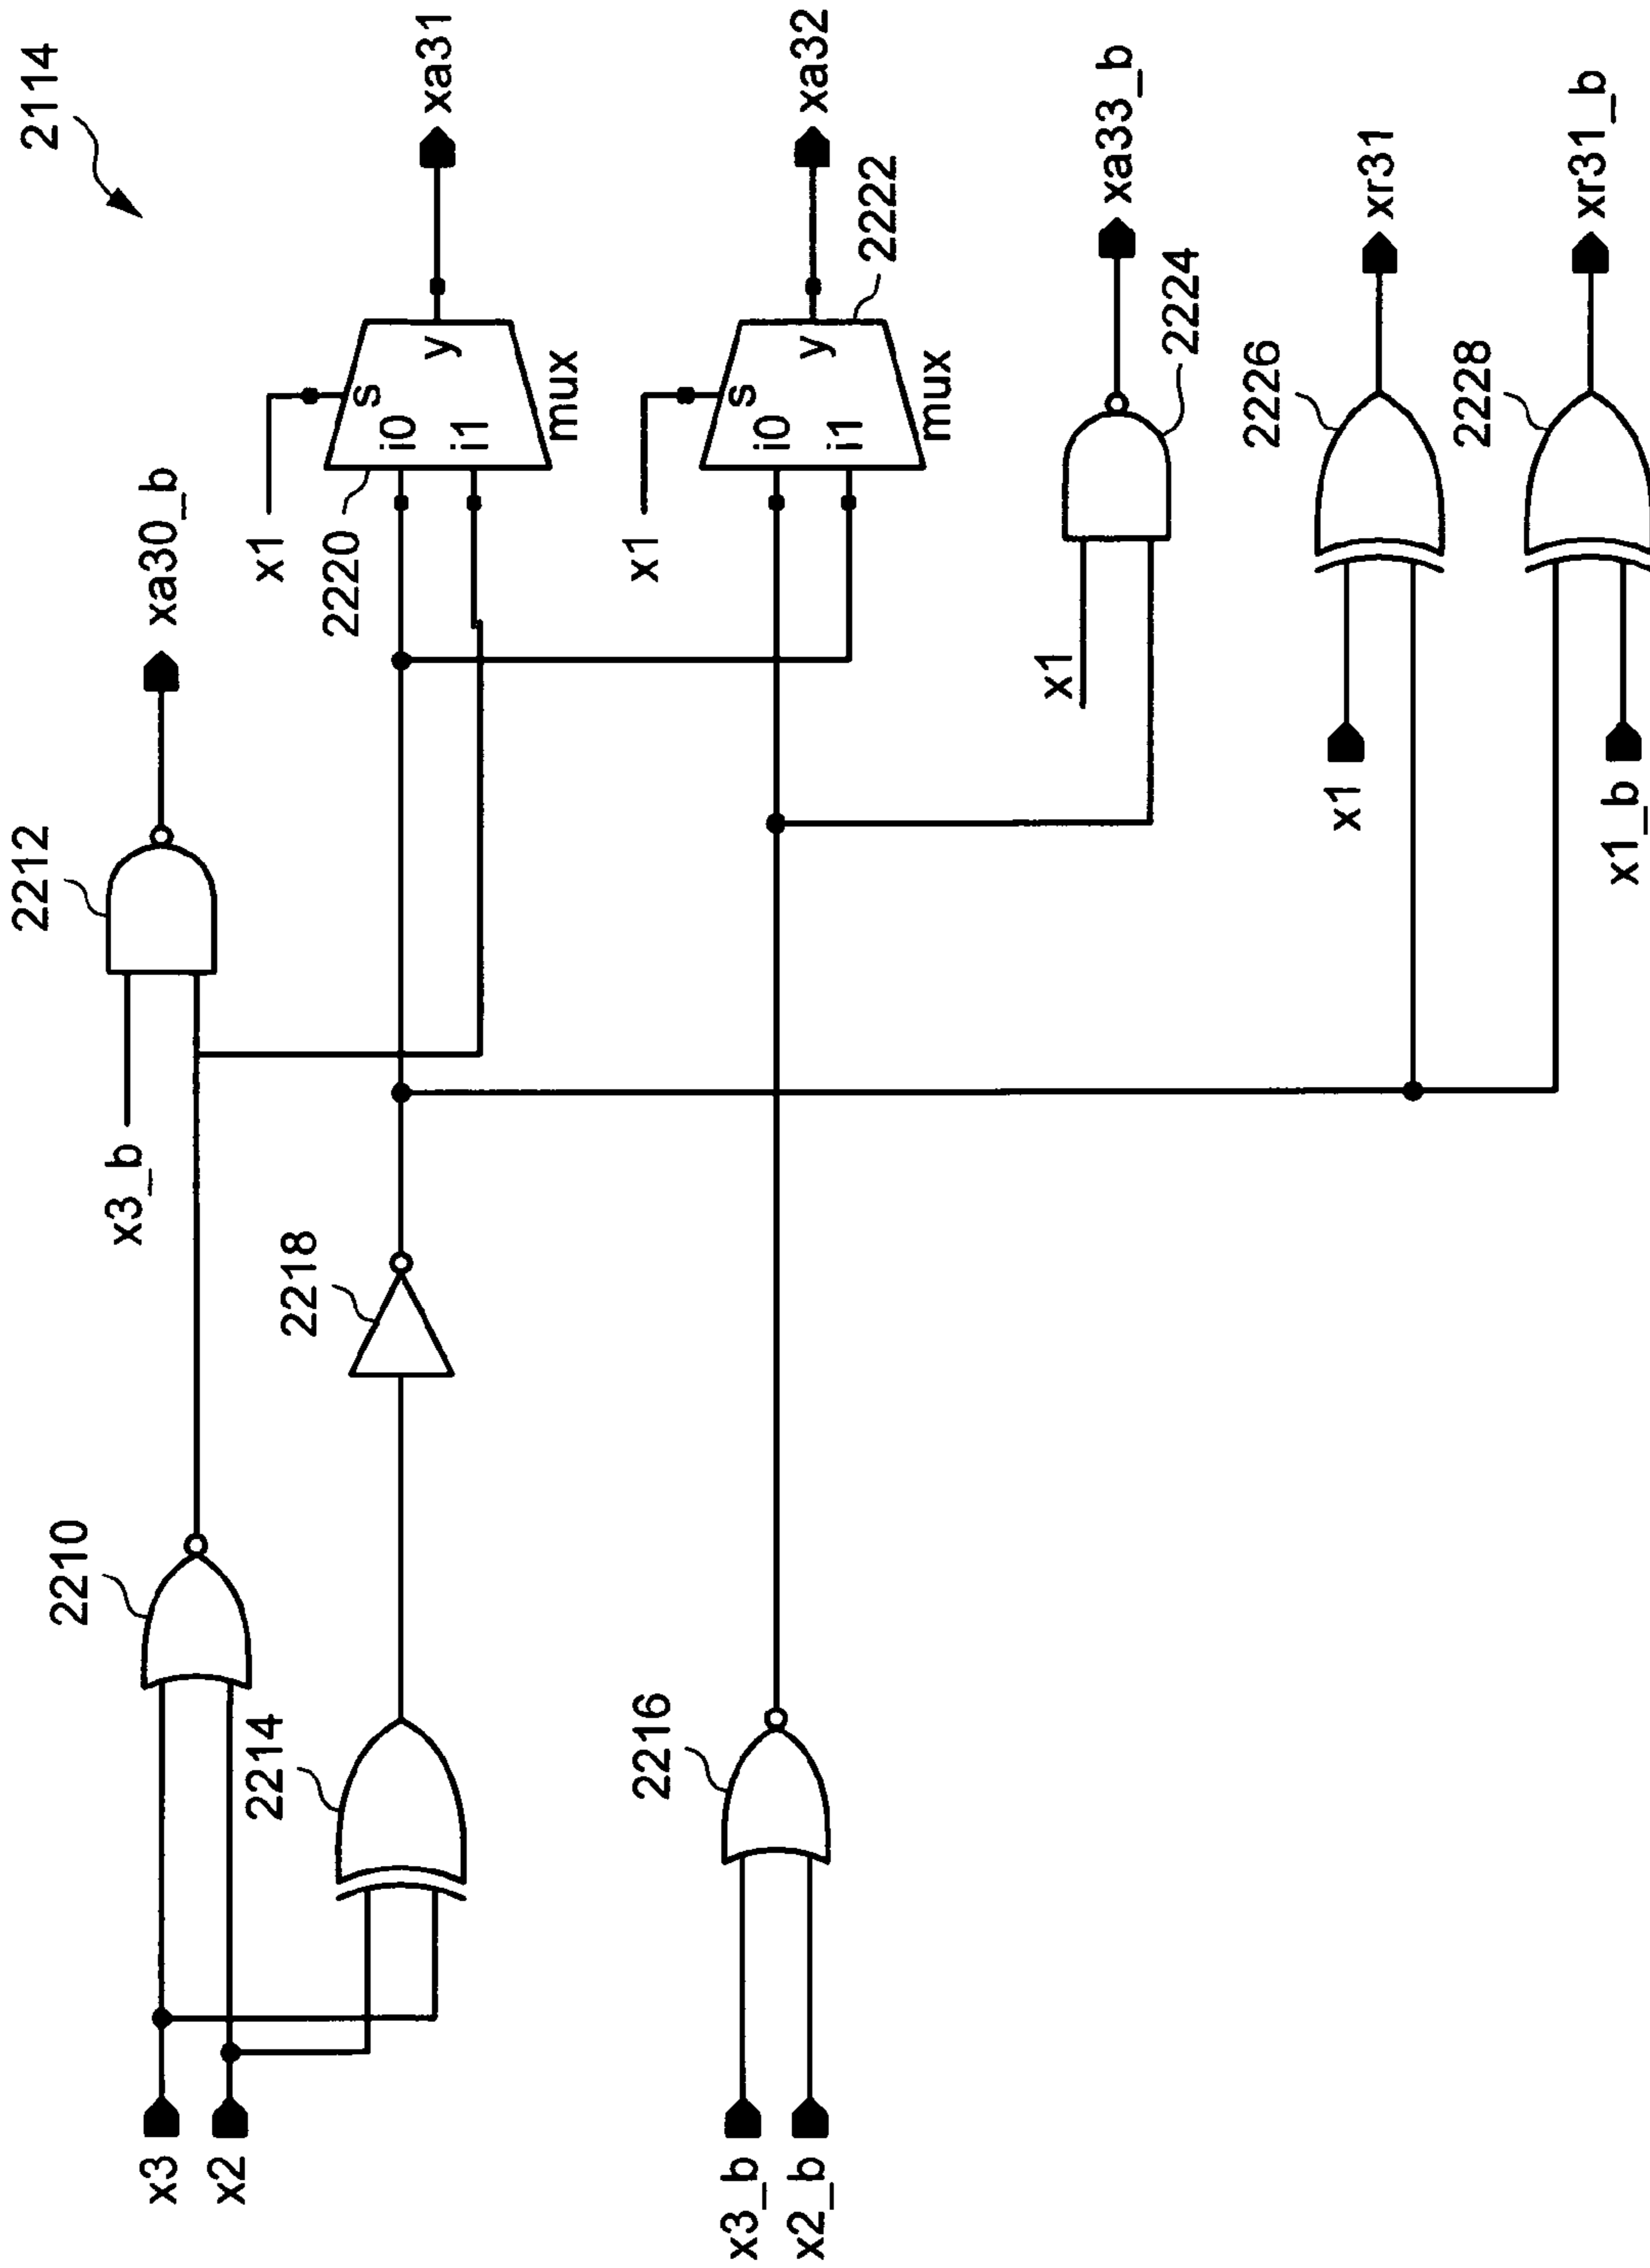 2114
2212
x3_b
xa30_b
x1
2220
s
i0
i1
y
mux
xa31
x3
x2
2210
2214
2218
x1
s
i0
i1
y
mux
2222
xa32
x3_b
x2_b
2216
x1
2224
xa33_b
x1
2226
xr31
x1_b
2228
xr31_b